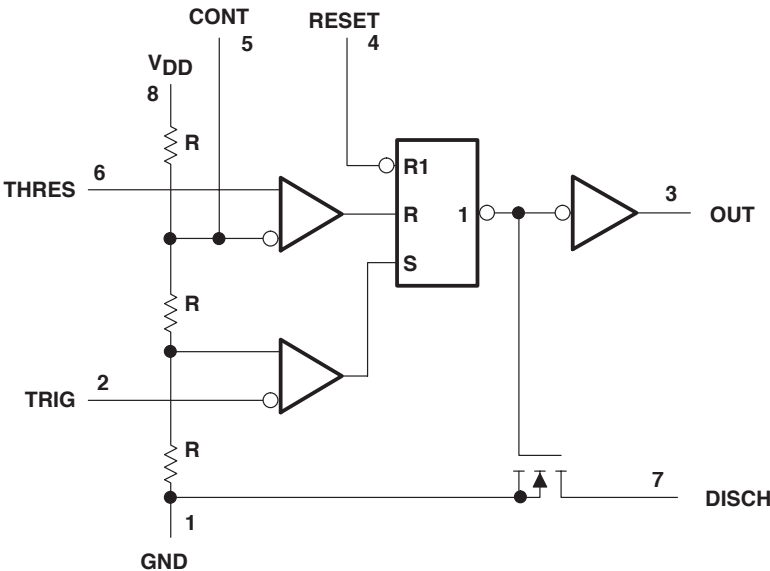 CONT
5
RESET
4
VDD
8
R
6
THRES
R1
R
1
3
OUT
S
R
2
TRIG
R
7
DISCH
1
GND